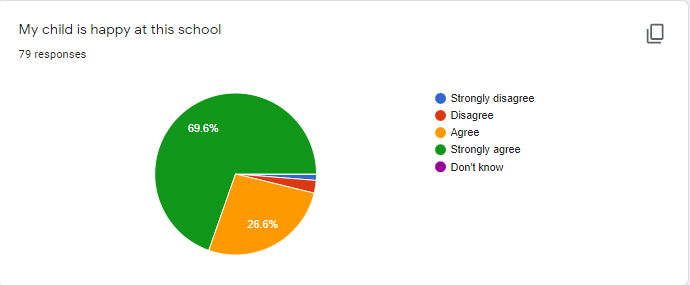 My child is happy at this school
79 responses
69.6%
26.6%
Strongly disagree
Disagree
Agree
Strongly agree
Don't know